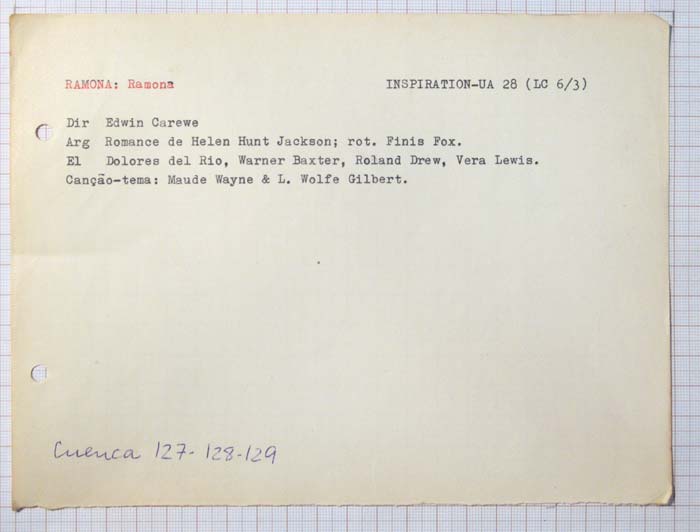 RAMONA: Ramona INSPIRATION-UA 28 (LC 6/3)
Dir Edwin Carewe
Arg Romance de Helen Hunt Jackson; rot. Finis Fox.
El Dolores del Rio, Warner Baxter, Roland Drew, Vera Lewis.
Canção-tema: Maude Wayne & L. Wolfe Gilbert.
Cuenca 127-128-129